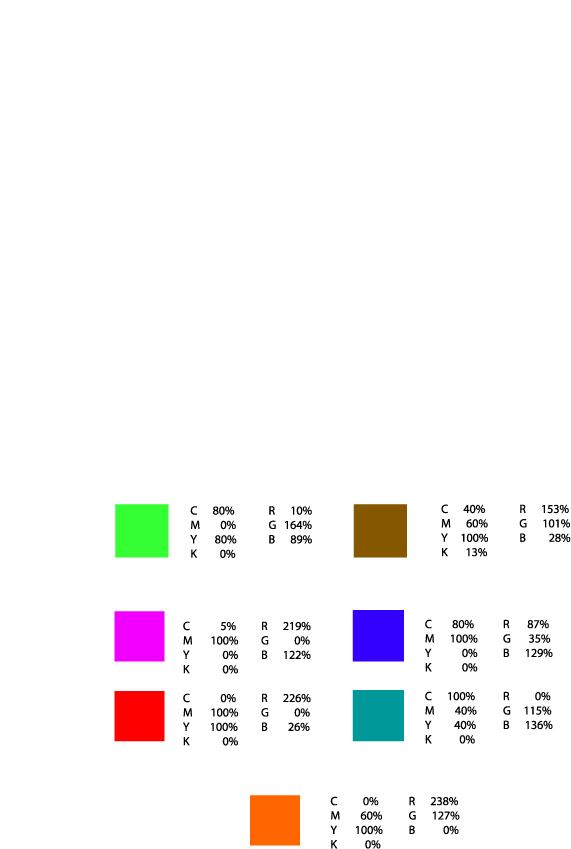 C 80% R 10%
M 0% G 164%
Y 80% B 89%
K 0%
C 40% R 153%
M 60% G 101%
Y 100% B 28%
K 13%
C 5% R 219%
M 100% G 0%
Y 0% B 122%
K 0%
C 80% R 87%
M 100% G 35%
Y 0% B 129%
K 0%
C 0% R 226%
M 100% G 0%
Y 100% B 26%
K 0%
C 100% R 0%
M 40% G 115%
Y 40% B 136%
K 0%
C 0% R 238%
M 60% G 127%
Y 100% B 0%
K 0%